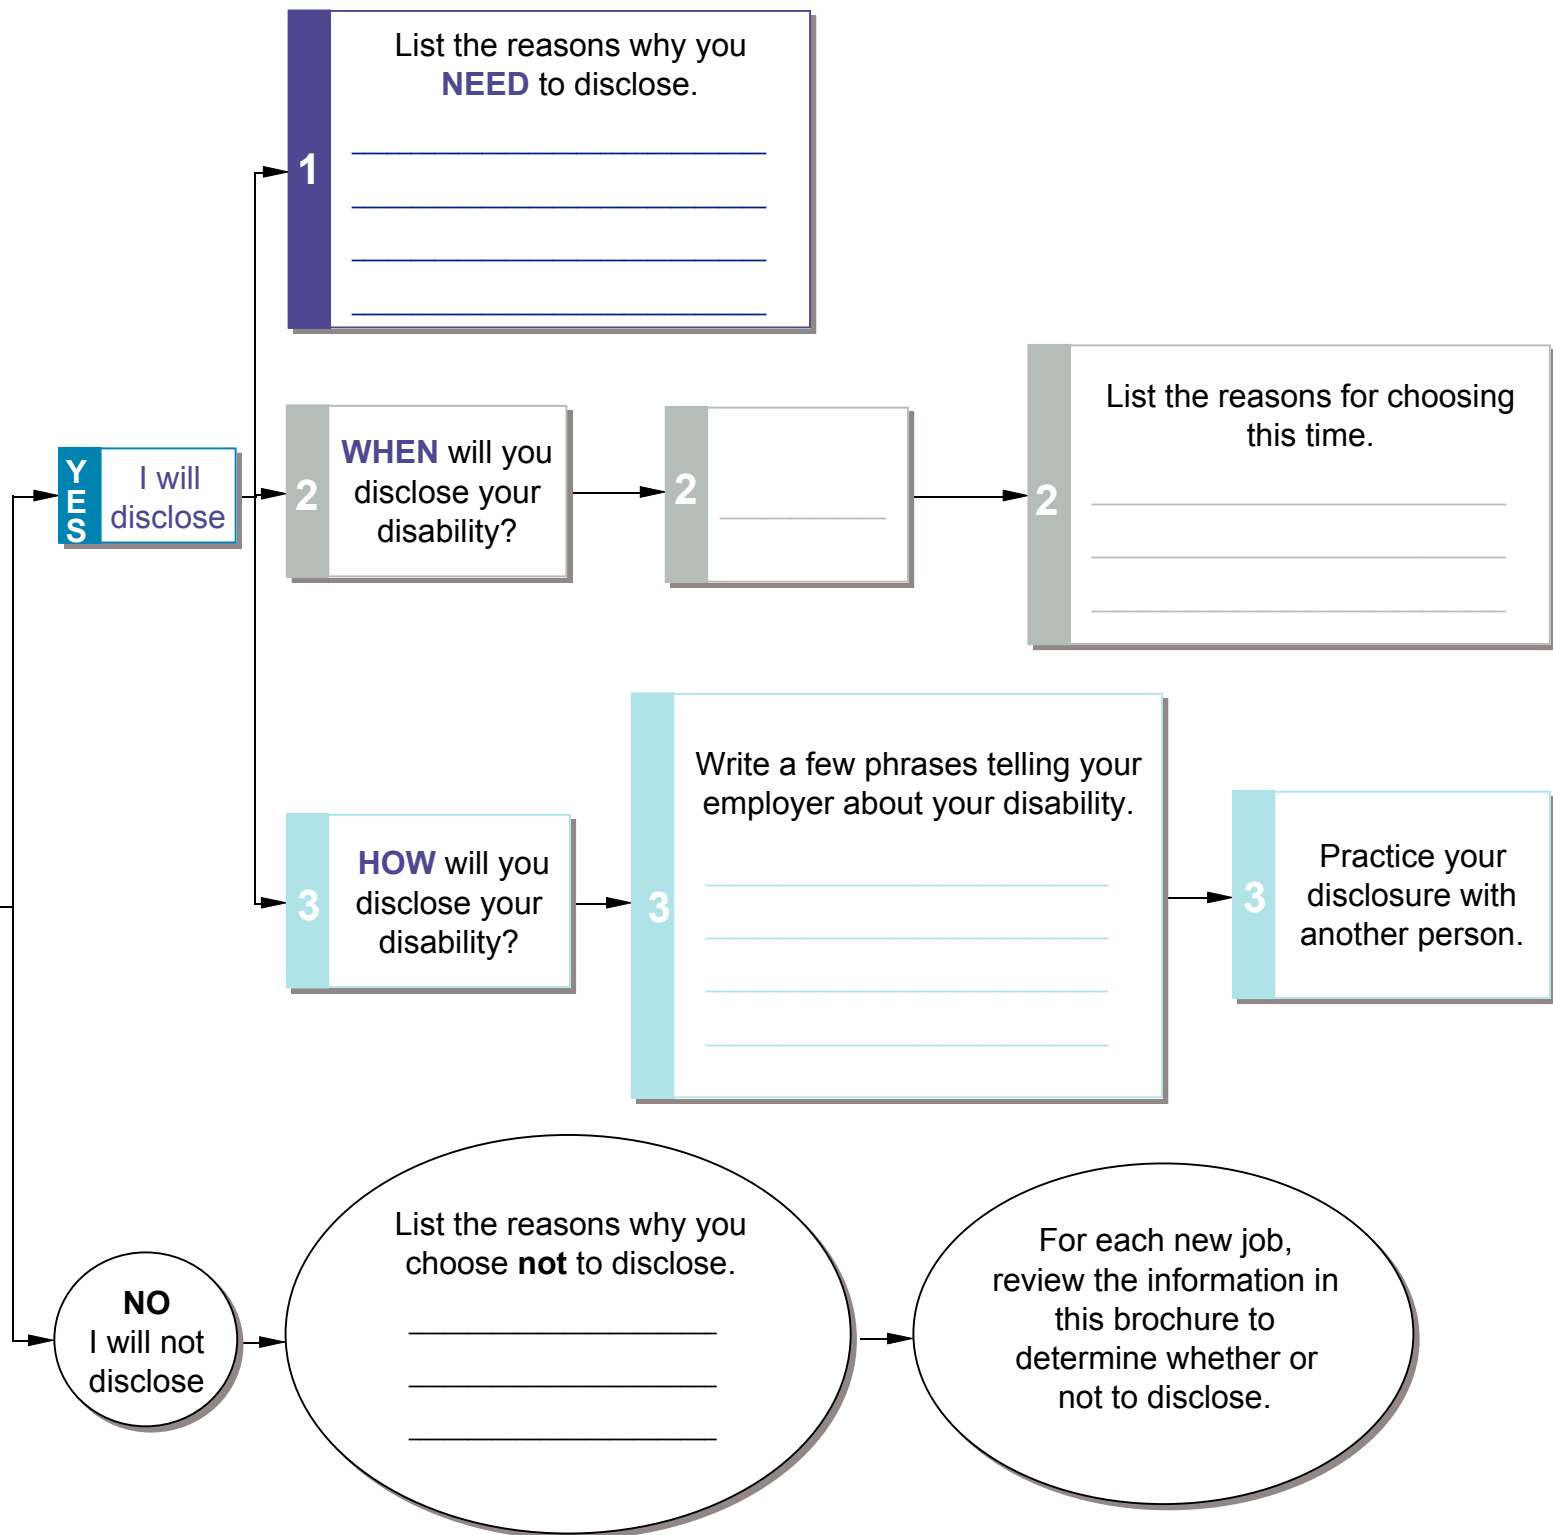 List the reasons why you
NEED to disclose.
1
YES
I will
disclose
2
WHEN will you
disclose your
disability?
2
2
List the reasons for choosing
this time.
3
HOW will you
disclose your
disability?
3
Write a few phrases telling your
employer about your disability.
3
Practice your
disclosure with
another person.
NO
I will not
disclose
List the reasons why you
choose not to disclose.
For each new job,
review the information in
this brochure to
determine whether or
not to disclose.